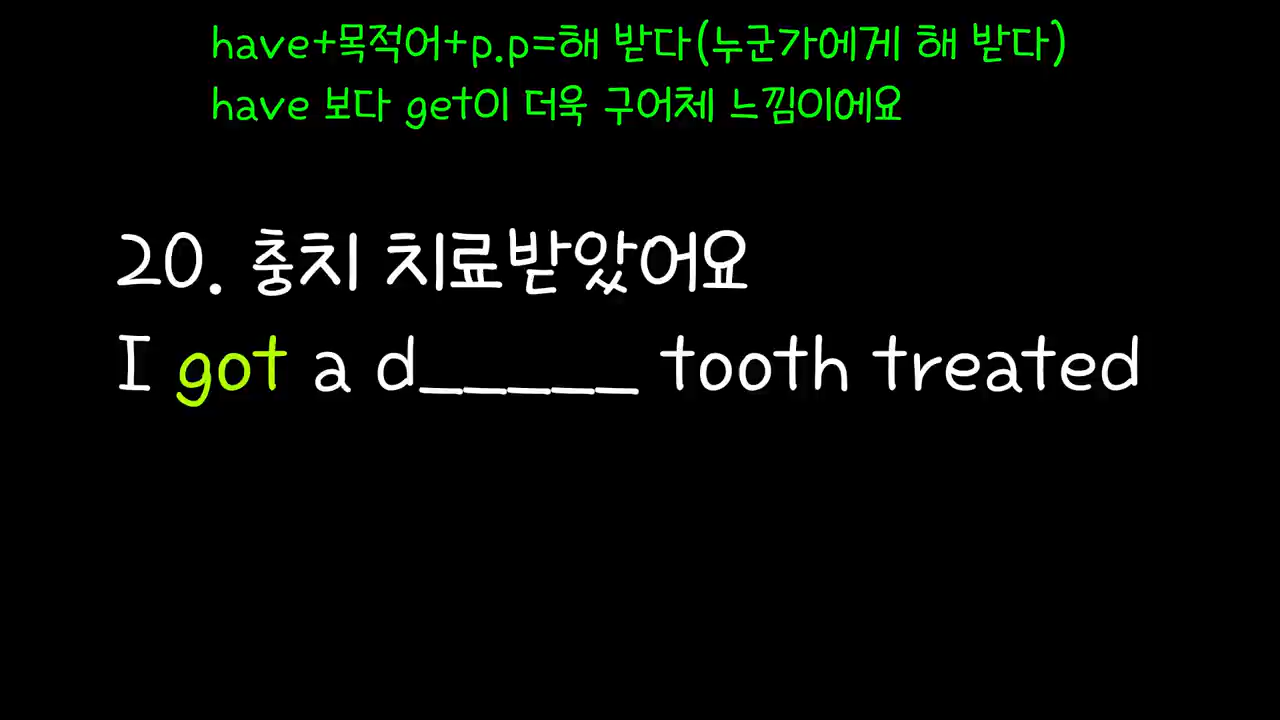 have+목적어+p.p=해 받다(누군가에게 해 받다)
have 보다 get이 더욱 구어체 느낌이에요
20. 충치 치료받았어요
I got a d_____ tooth treated